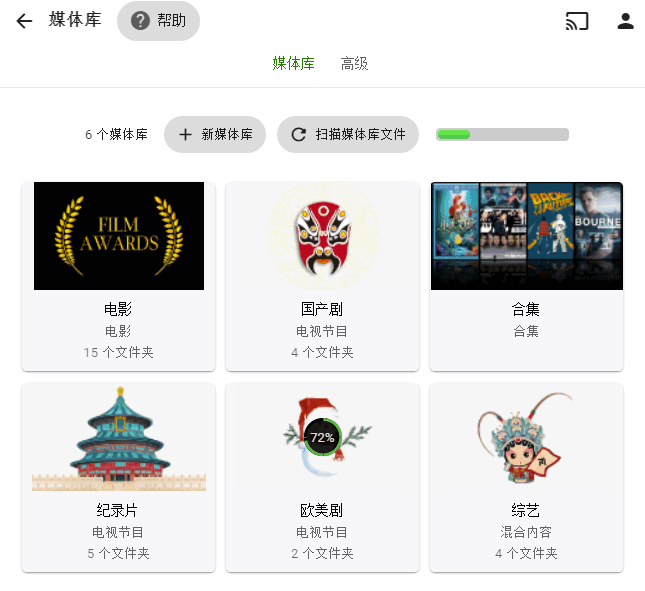 媒体库
帮助
媒体库 高级
6 个媒体库
新媒体库
扫描媒体库文件
FILM
AWARDS
BACK
TO THE
FUTURE
BOURNE
电影
电影
15 个文件夹
国产剧
电视节目
4 个文件夹
合集
合集
72%
纪录片
电视节目
5 个文件夹
欧美剧
电视节目
2 个文件夹
综艺
混合内容
4 个文件夹